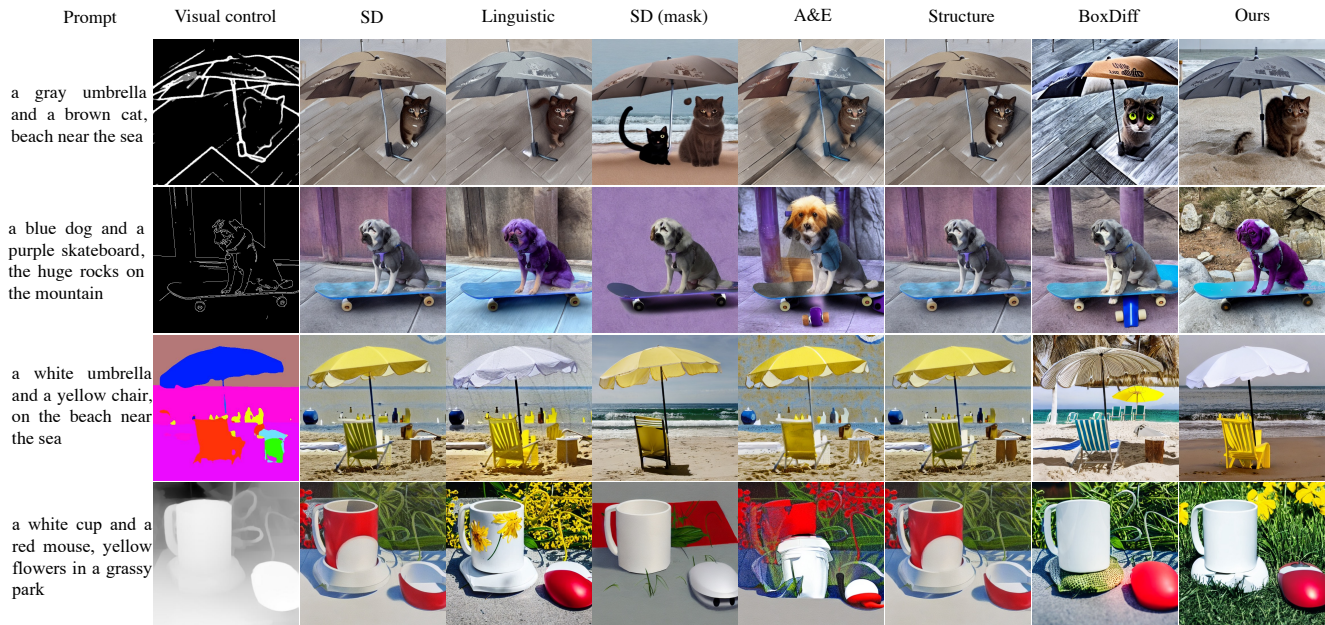 Prompt Visual control SD Linguistic SD (mask) A&E Structure BoxDiff Ours
a gray umbrella
and a brown cat,
beach near the sea
a blue dog and a
purple skateboard,
the huge rocks on
the mountain
a white umbrella
and a yellow chair,
on the beach near
the sea
a white cup and a
red mouse, yellow
flowers in a grassy
park